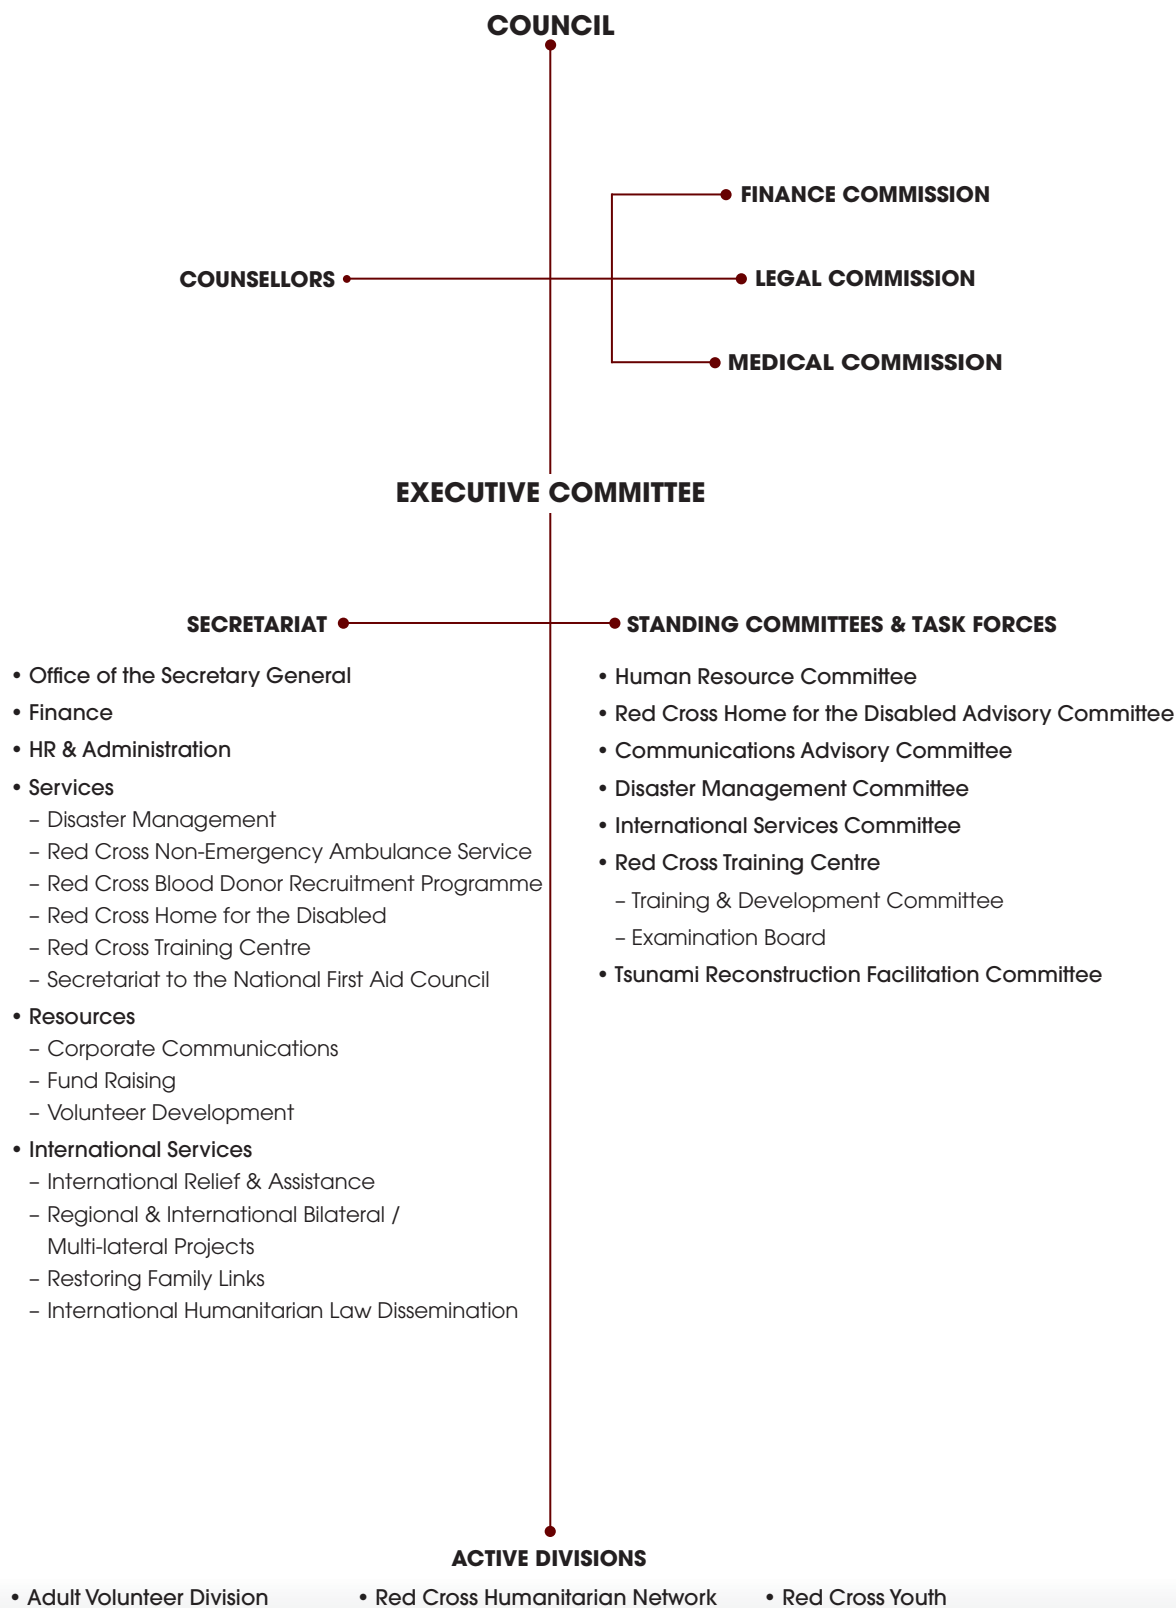 COUNCIL
FINANCE COMMISSION
COUNSELLORS
LEGAL COMMISSION
MEDICAL COMMISSION
EXECUTIVE COMMITTEE
SECRETARIAT
• Office of the Secretary General
• Finance
• HR & Administration
• Services
– Disaster Management
– Red Cross Non-Emergency Ambulance Service
– Red Cross Blood Donor Recruitment Programme
– Red Cross Home for the Disabled
– Red Cross Training Centre
– Secretariat to the National First Aid Council
• Resources
– Corporate Communications
– Fund Raising
– Volunteer Development
• International Services
– International Relief & Assistance
– Regional & International Bilateral /
Multi-lateral Projects
– Restoring Family Links
– International Humanitarian Law Dissemination
STANDING COMMITTEES & TASK FORCES
• Human Resource Committee
• Red Cross Home for the Disabled Advisory Committee
• Communications Advisory Committee
• Disaster Management Committee
• International Services Committee
• Red Cross Training Centre
– Training & Development Committee
– Examination Board
• Tsunami Reconstruction Facilitation Committee
ACTIVE DIVISIONS
• Adult Volunteer Division
• Red Cross Humanitarian Network
• Red Cross Youth